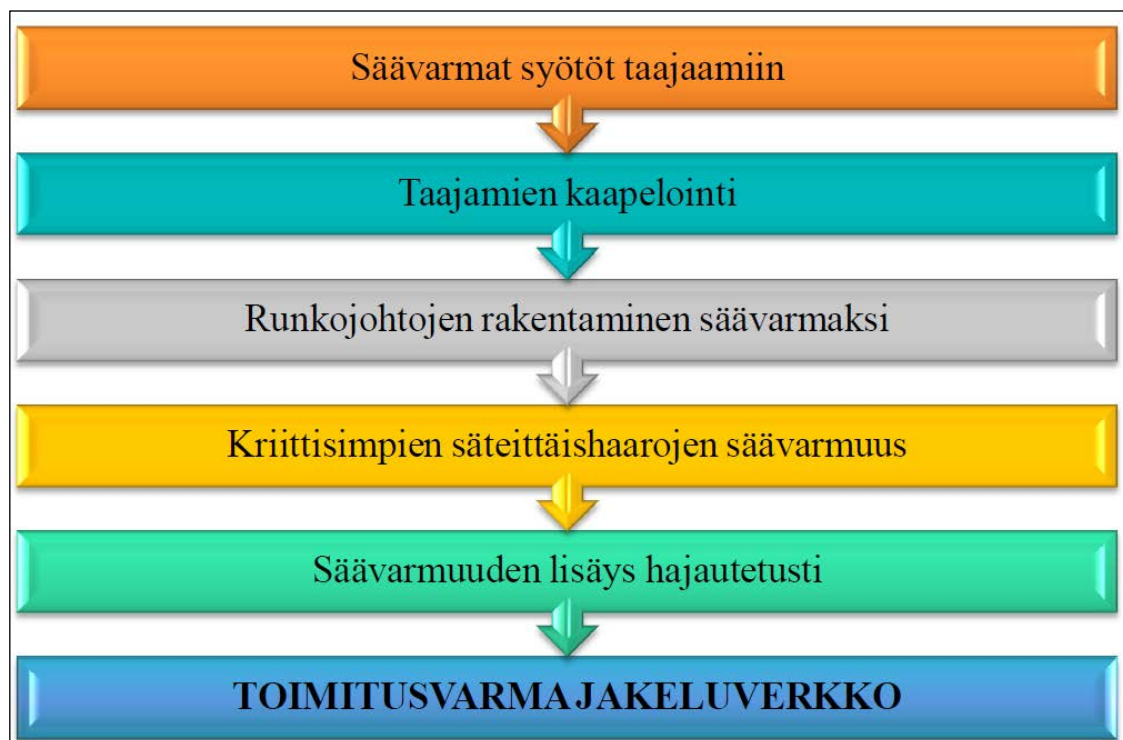 Säävarmat syötöt taajaamiin
Taajamien kaapelointi
Runkojohtojen rakentaminen säävarmaksi
Kriittisimpien säteittäishaarojen säävarmuus
Säävarmuuden lisäys hajautetusti
TOIMITUSVARMA JAKELUVERKKO